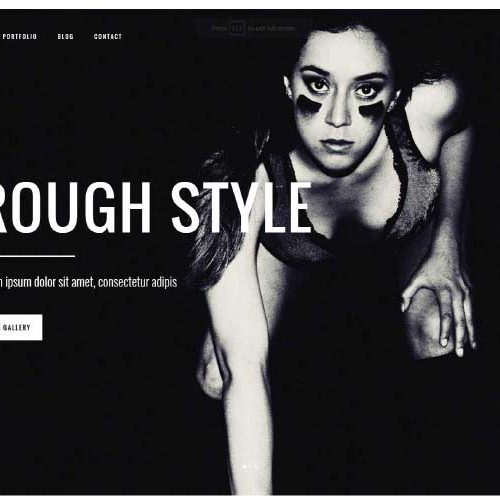 PORTFOLIO BLOG CONTACT
Press F11 to exit full screen
ROUGH STYLE
ipsum dolor sit amet, consectetur adipis
GALLERY